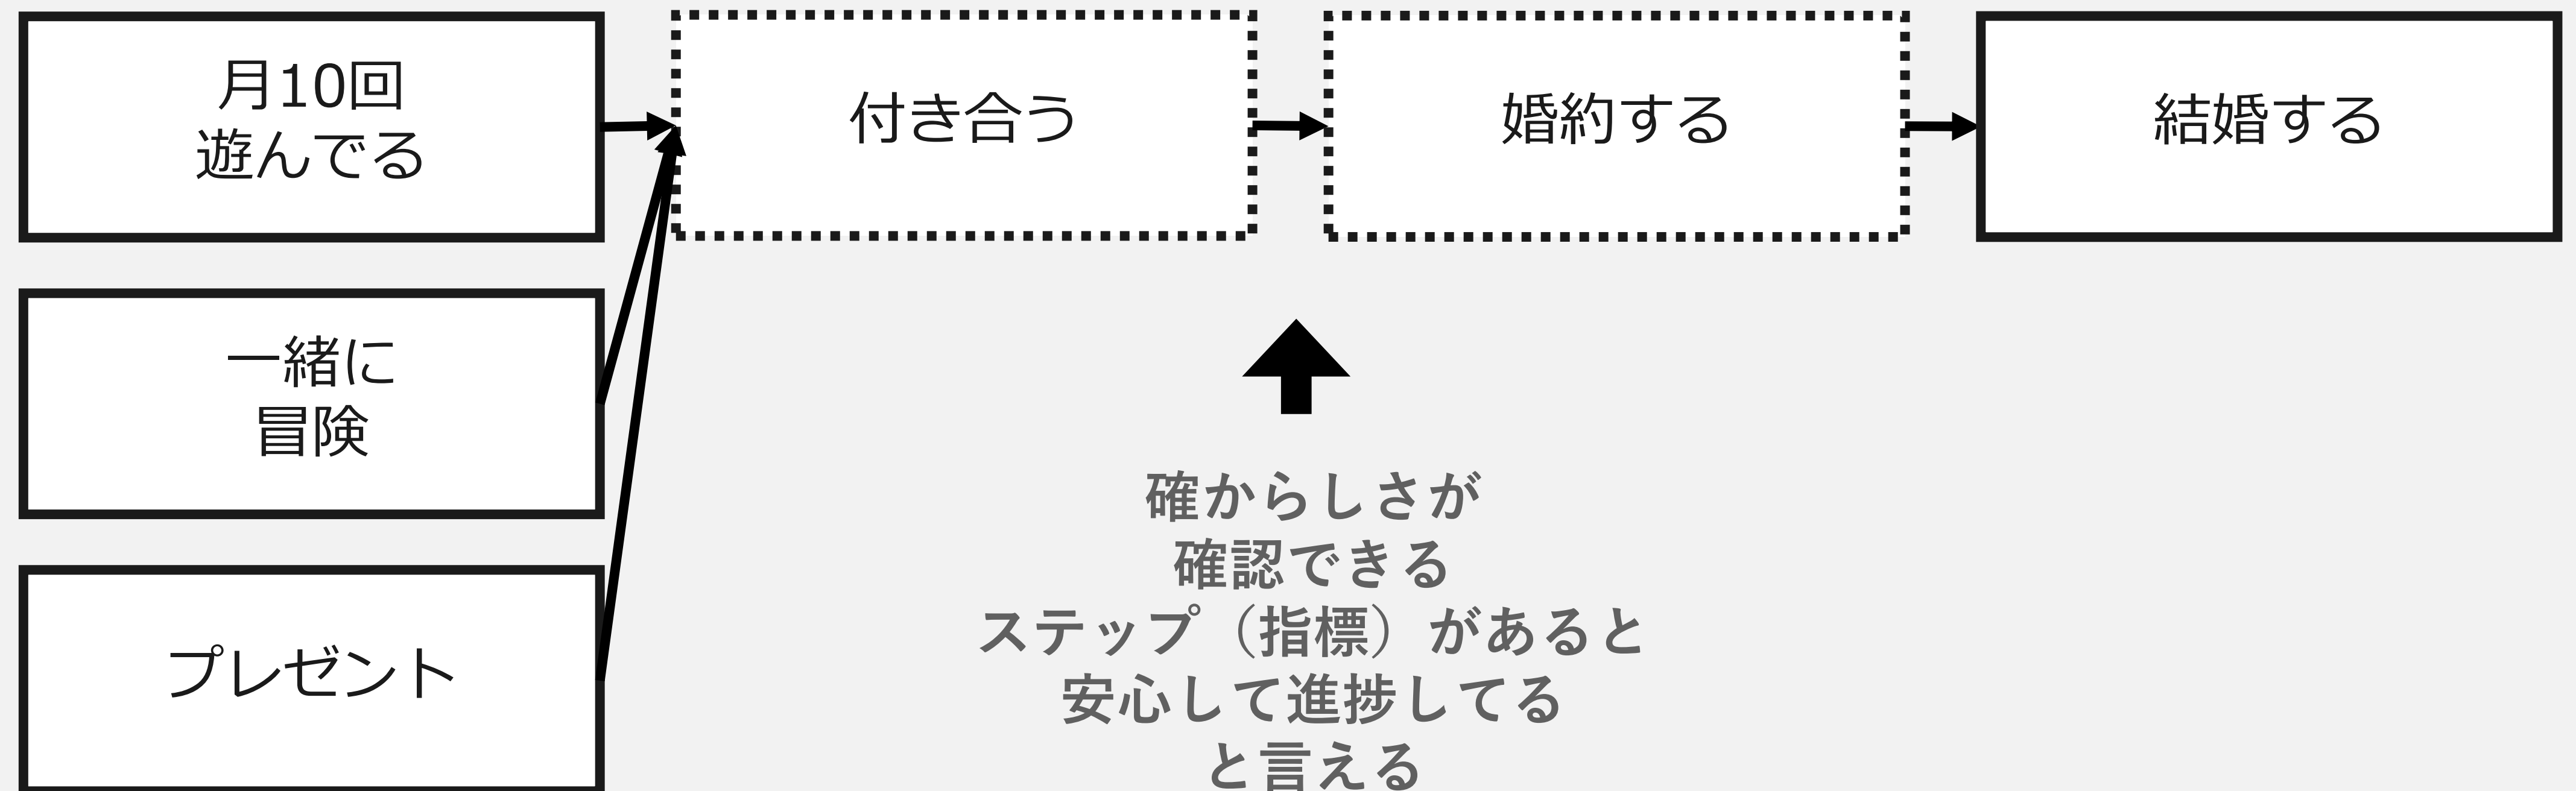 月10回
遊んでる
付き合う
婚約する
結婚する
一緒に
冒険
プレゼント
確からしさが
確認できる
ステップ（指標）があると
安心して進捗してる
と言える